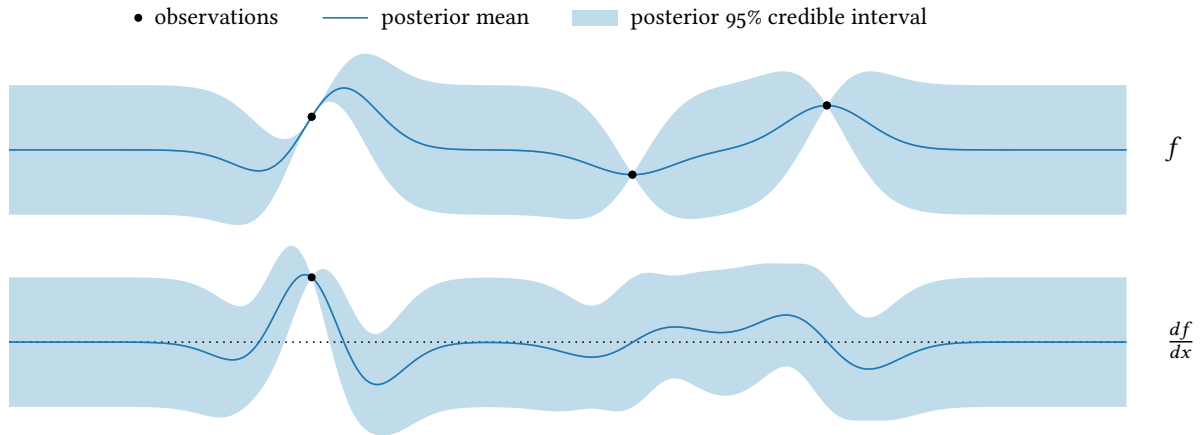 observations posterior mean posterior 95% credible interval
f
df
dx